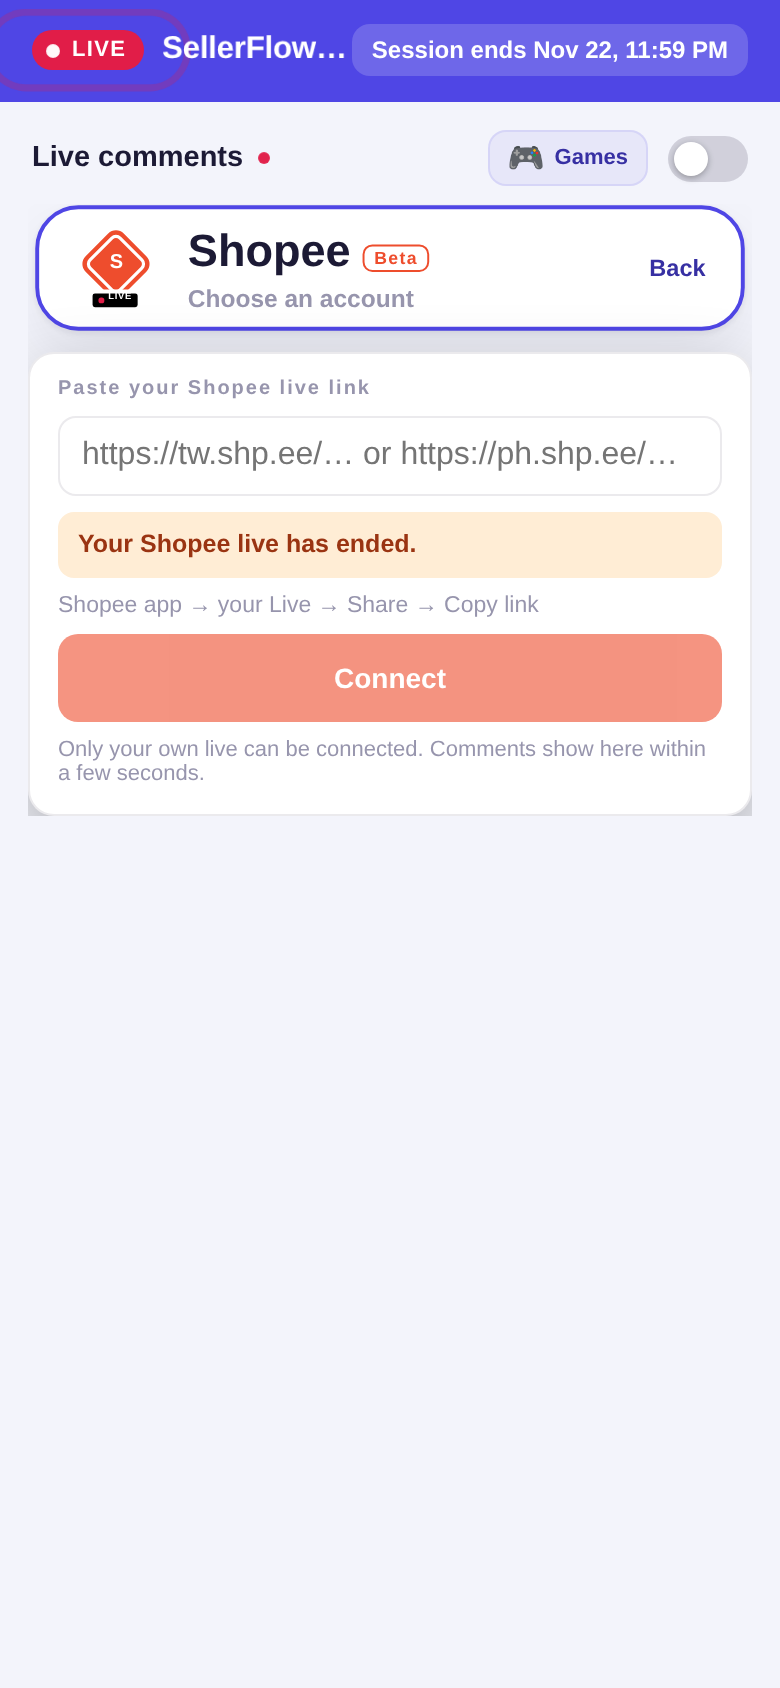 LIVE SellerFlow… Session ends Nov 22, 11:59 PM
Live comments
Games
S
LIVE
Shopee Beta
Choose an account
Back
Paste your Shopee live link
https://tw.shp.ee/… or https://ph.shp.ee/…
Your Shopee live has ended.
Shopee app → your Live → Share → Copy link
Connect
Only your own live can be connected. Comments show here within
a few seconds.